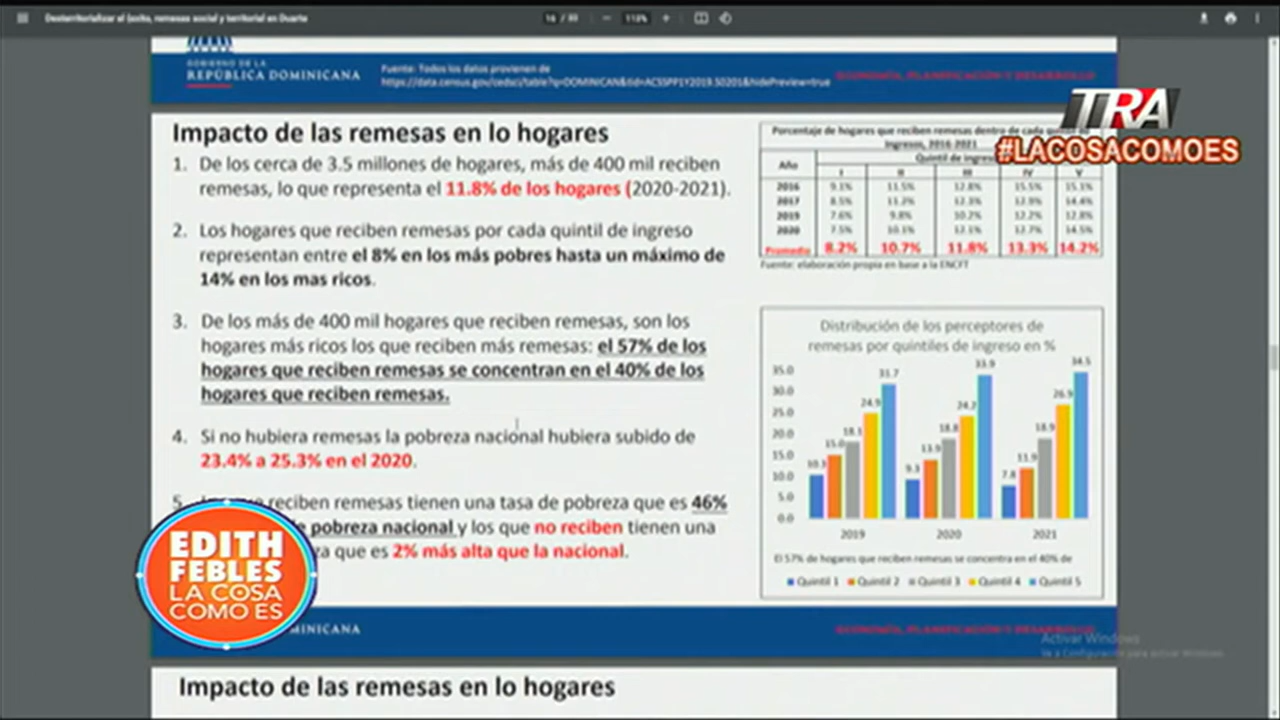 Desterritorializar el éxito, remesas social y territorial en Duarte
16 / 80
118%
GOBIERNO DE LA
REPÚBLICA DOMINICANA
Fuente: Todos los datos provienen de
ECONOMÍA, PLANIFICACIÓN Y DESARROLLO
TRA
#LACOSACOMOES
Impacto de las remesas en lo hogares
1. De los cerca de 3.5 millones de hogares, más de 400 mil reciben
remesas, lo que representa el 11.8% de los hogares (2020-2021).
2. Los hogares que reciben remesas por cada quintil de ingreso
representan entre el 8% en los más pobres hasta un máximo de
14% en los mas ricos.
3. De los más de 400 mil hogares que reciben remesas, son los
hogares más ricos los que reciben más remesas: el 57% de los
hogares que reciben remesas se concentran en el 40% de los
hogares que reciben remesas.
4. Si no hubiera remesas la pobreza nacional hubiera subido de
23.4% a 25.3% en el 2020.
5. reciben remesas tienen una tasa de pobreza que es 46%
pobreza nacional y los que no reciben tienen una
que es 2% más alta que la nacional.
Porcentaje de hogares que reciben remesas dentro de cada
ingresos, 2016-2021
Año Quintil de ingreso
I II III IV V
2016 9.1% 11.5% 12.8% 15.5% 15.1%
2017 8.5% 11.2% 12.3% 12.9% 14.4%
2019 7.6% 9.8% 10.2% 12.2% 12.8%
2020 7.5% 10.1% 12.1% 12.7% 14.5%
Promedio 8.2% 10.7% 11.8% 13.3% 14.2%
Fuente: elaboración propia en base a la ENCFT
Distribución de los perceptores de
remesas por quintiles de ingreso en %
35.0
30.0
25.0
20.0
15.0
10.0
5.0
0.0
10.3 15.0 18.1 24.9 31.7
9.3 13.9 18.8 24.2 33.9
7.8 11.9 18.9 26.9 34.5
2019 2020 2021
El 57% de hogares que reciben remesas se concentra en el 40% de
Quintil 1 Quintil 2 Quintil 3 Quintil 4 Quintil 5
EDITH
FEBLES
LA COSA
COMO ES
MINICANA
ECONOMÍA, PLANIFICACIÓN Y DESARROLLO
Activar Windows
Ve a Configuración para activar Windows.
Impacto de las remesas en lo hogares